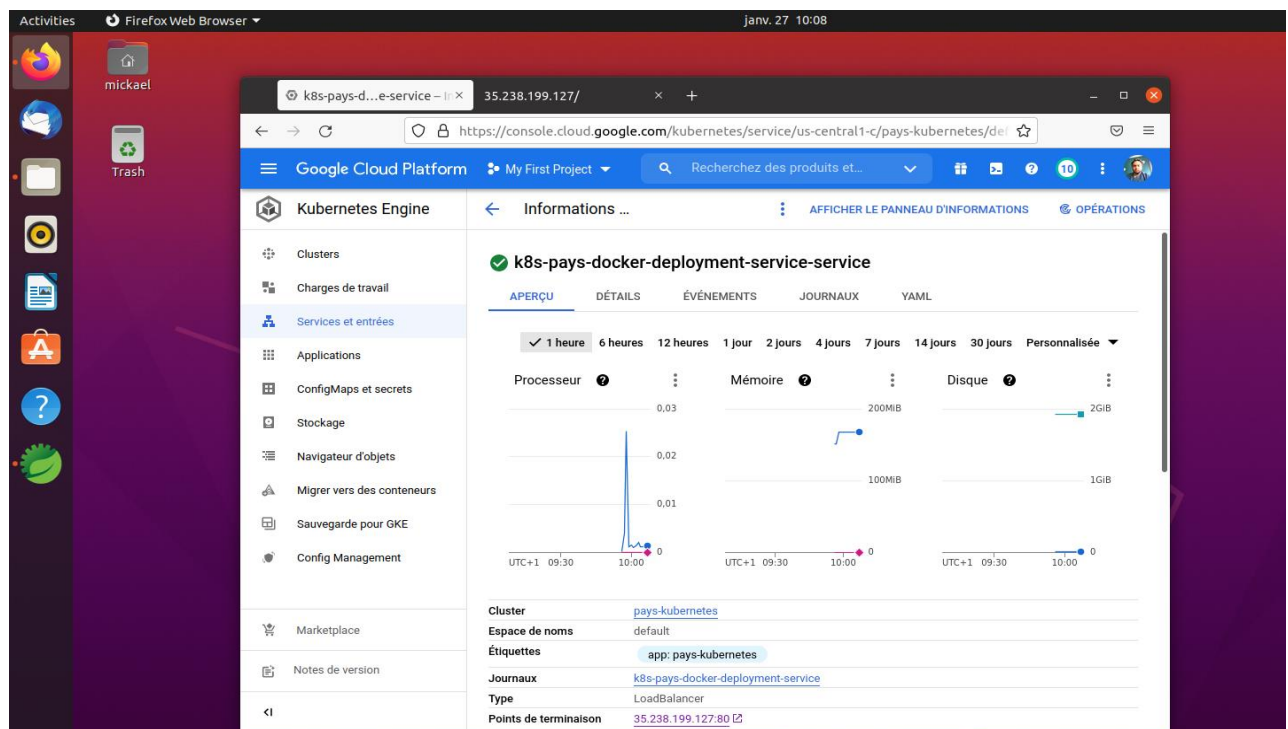 Activities Firefox Web Browser janv. 27 10:08
mickael
Trash
k8s-pays-d…e-service – In 35.238.199.127/
https://console.cloud.google.com/kubernetes/service/us-central1-c/pays-kubernetes/def
Google Cloud Platform My First Project Recherchez des produits et… 10
Kubernetes Engine
Clusters
Charges de travail
Services et entrées
Applications
ConfigMaps et secrets
Stockage
Navigateur d'objets
Migrer vers des conteneurs
Sauvegarde pour GKE
Config Management
Marketplace
Notes de version
Informations … AFFICHER LE PANNEAU D'INFORMATIONS OPÉRATIONS
k8s-pays-docker-deployment-service-service
APERÇU DÉTAILS ÉVÉNEMENTS JOURNAUX YAML
1 heure 6 heures 12 heures 1 jour 2 jours 4 jours 7 jours 14 jours 30 jours Personnalisée
Processeur Mémoire Disque
0,03 200MiB 2GiB
0,02
100MiB 1GiB
0,01
0 0 0
UTC+1 09:30 10:00 UTC+1 09:30 10:00 UTC+1 09:30 10:00
Cluster pays-kubernetes
Espace de noms default
Étiquettes app: pays-kubernetes
Journaux k8s-pays-docker-deployment-service
Type LoadBalancer
Points de terminaison 35.238.199.127:80